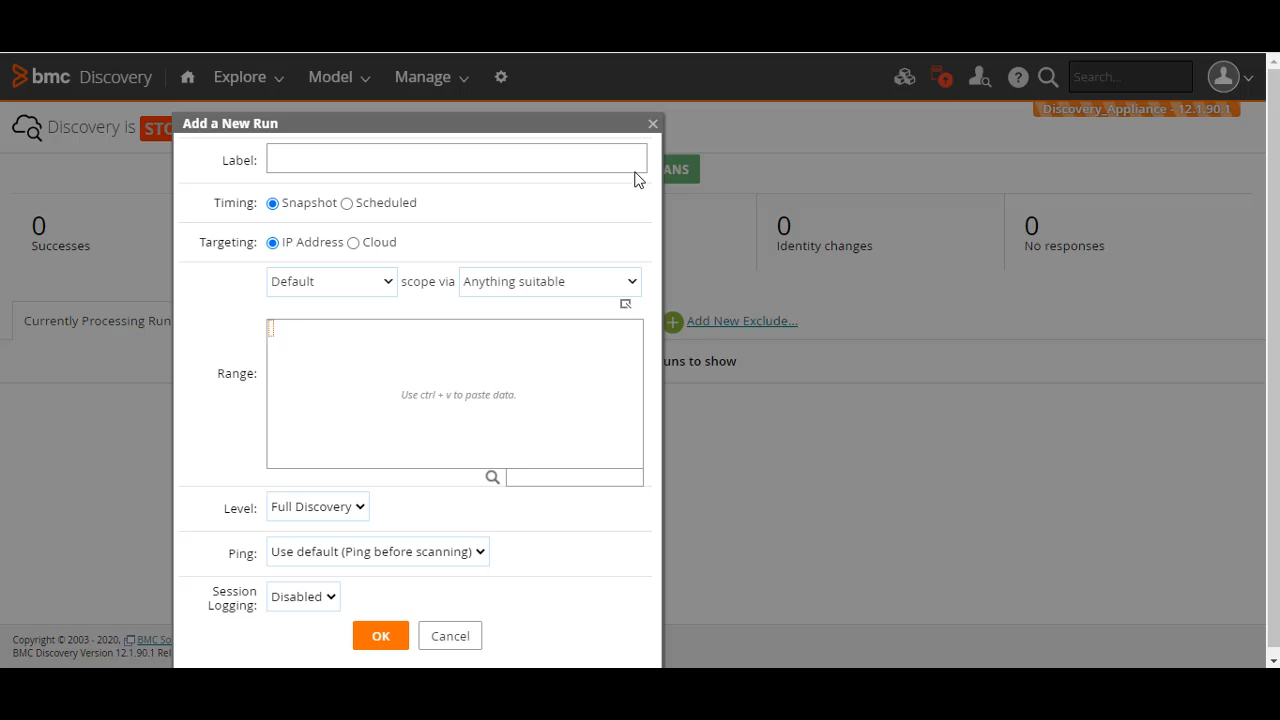 bmc Discovery Explore Model Manage ? Search...
Discovery_Appliance - 12.1.90.1
Discovery is STO
Add a New Run
Label:
ANS
Timing: Snapshot Scheduled
Targeting: IP Address Cloud
Default scope via Anything suitable
Range:
Use ctrl + v to paste data.
Level: Full Discovery
Ping: Use default (Ping before scanning)
Session
Logging: Disabled
OK Cancel
0
Successes
0
Identity changes
0
No responses
Currently Processing Run
Add New Exclude...
uns to show
Copyright © 2003 - 2020, BMC So
BMC Discovery Version 12.1.90.1 Rel